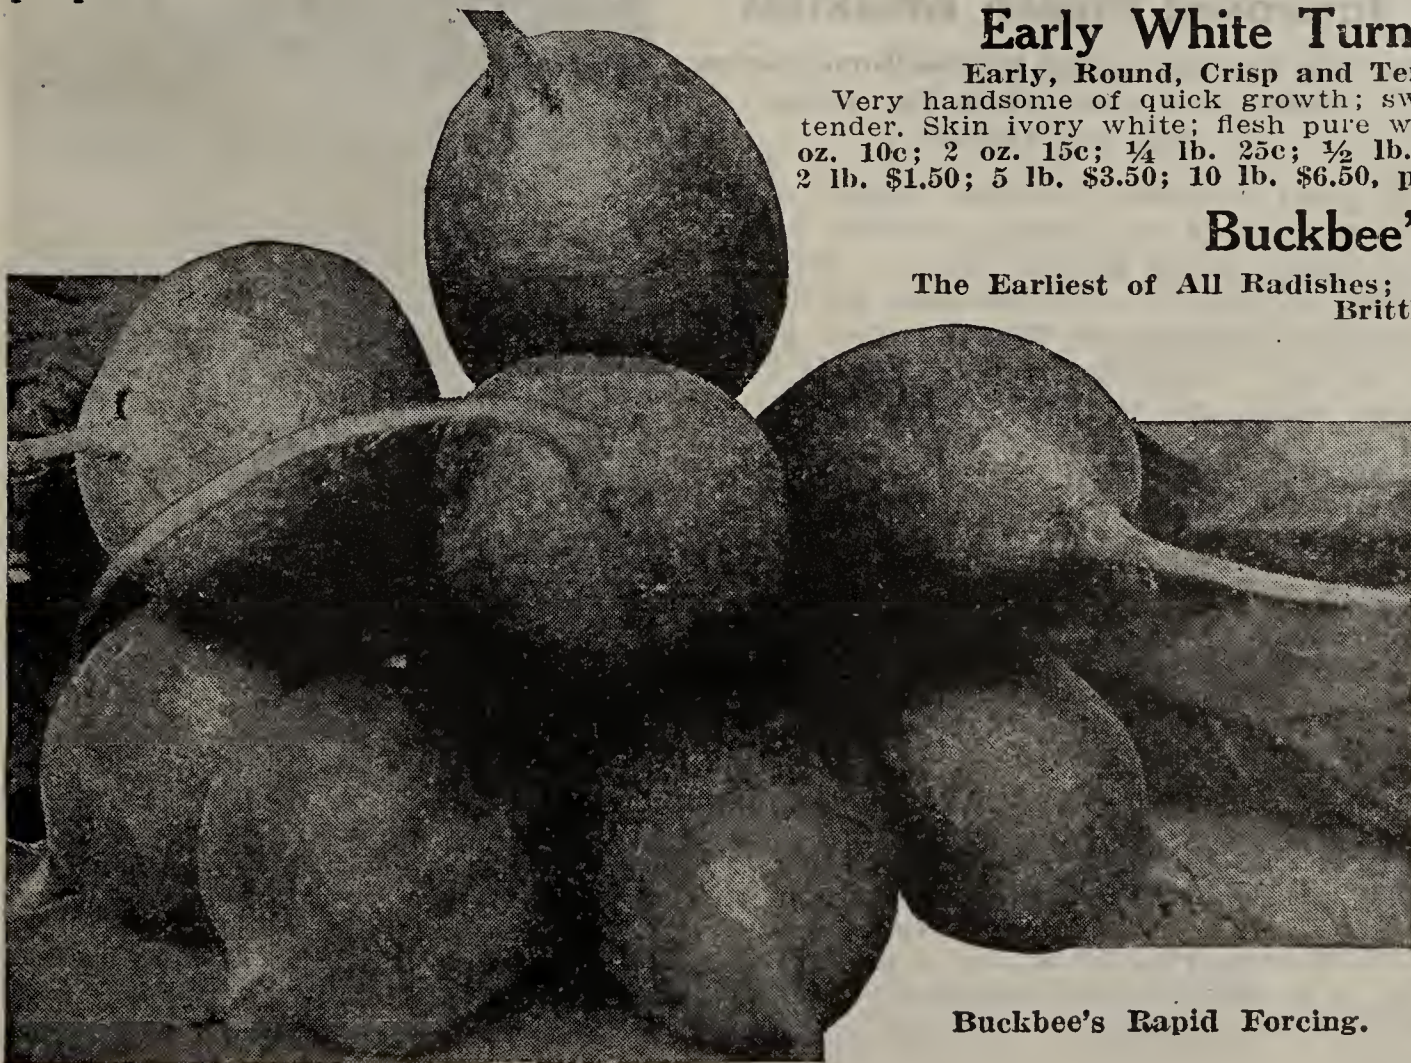 Early White Turn
Early, Round, Crisp and Te
Very handsome of quick growth; sw
tender. Skin ivory white; flesh pure w
oz. 10c; 2 oz. 15c; ¼ lb. 25c; ½ lb.
2 lb. $1.50; 5 lb. $3.50; 10 lb. $6.50, p
Buckbee'
The Earliest of All Radishes;
Britt
Buckbee's Rapid Forcing.